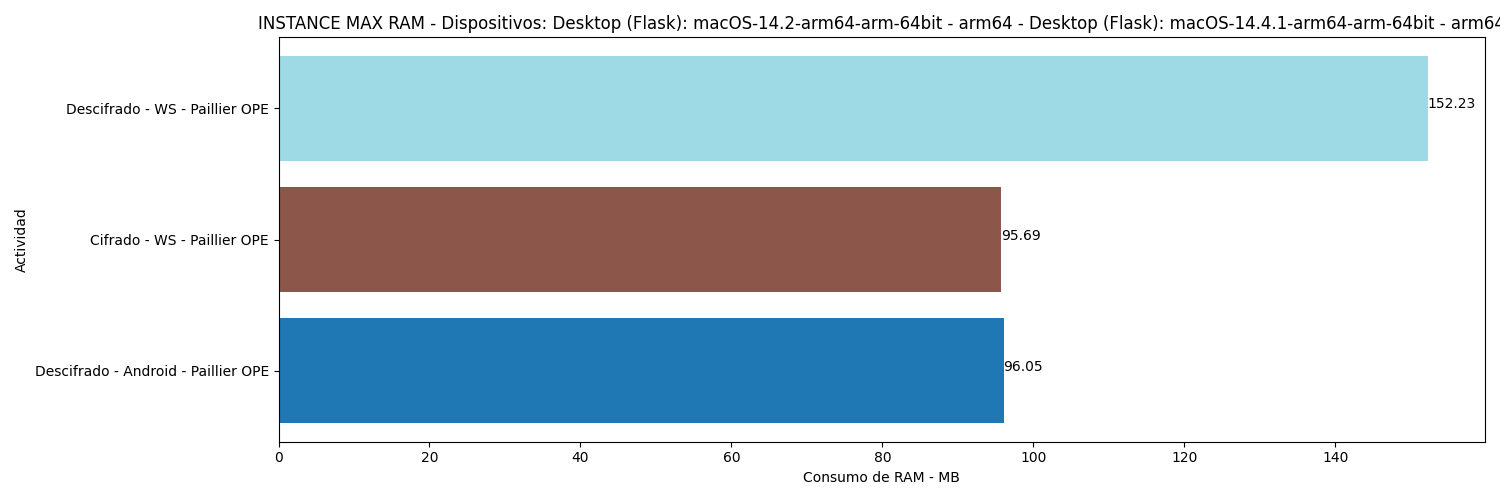 INSTANCE MAX RAM - Dispositivos: Desktop (Flask): macOS-14.2-arm64-arm-64bit - arm64 - Desktop (Flask): macOS-14.4.1-arm64-arm-64bit - arm64
Descifrado - WS - Paillier OPE
152.23
Cifrado - WS - Paillier OPE
95.69
Descifrado - Android - Paillier OPE
96.05
Actividad
0 20 40 60 80 100 120 140
Consumo de RAM - MB